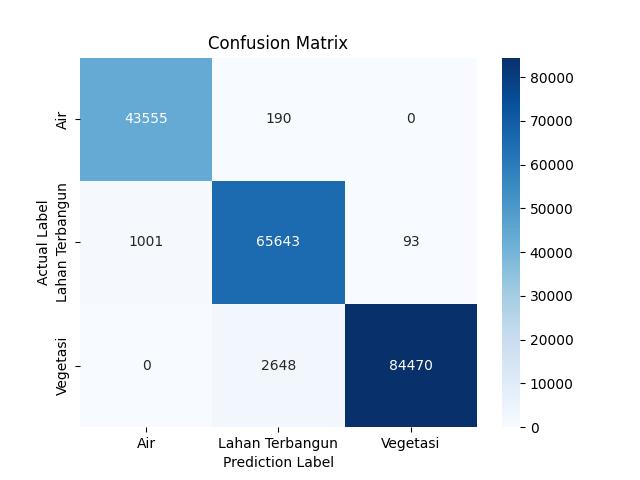 Confusion Matrix
Actual Label
Air
43555 190 0
Lahan Terbangun
1001 65643 93
Vegetasi
0 2648 84470
Air Lahan Terbangun Vegetasi
Prediction Label
80000
70000
60000
50000
40000
30000
20000
10000
0